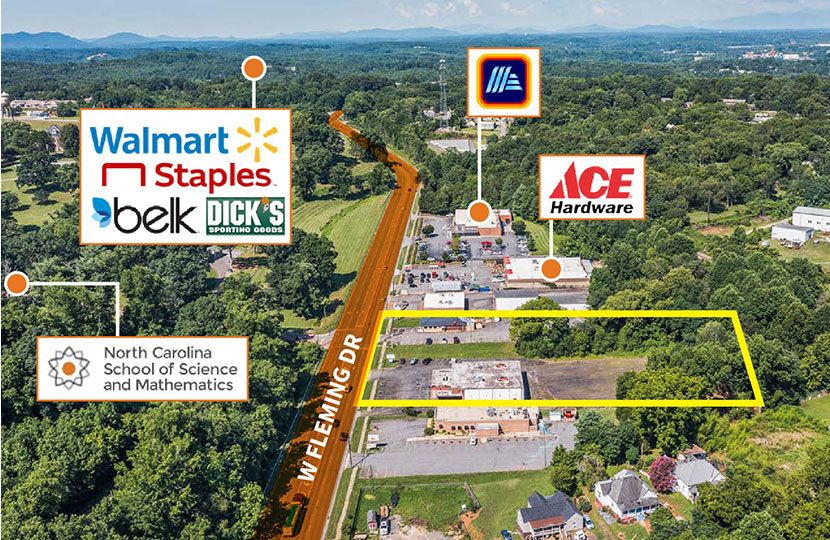 Walmart
Staples
belk
DICK'S
SPORTING GOODS
ACE
Hardware
North Carolina
School of Science
and Mathematics
W FLEMING DR